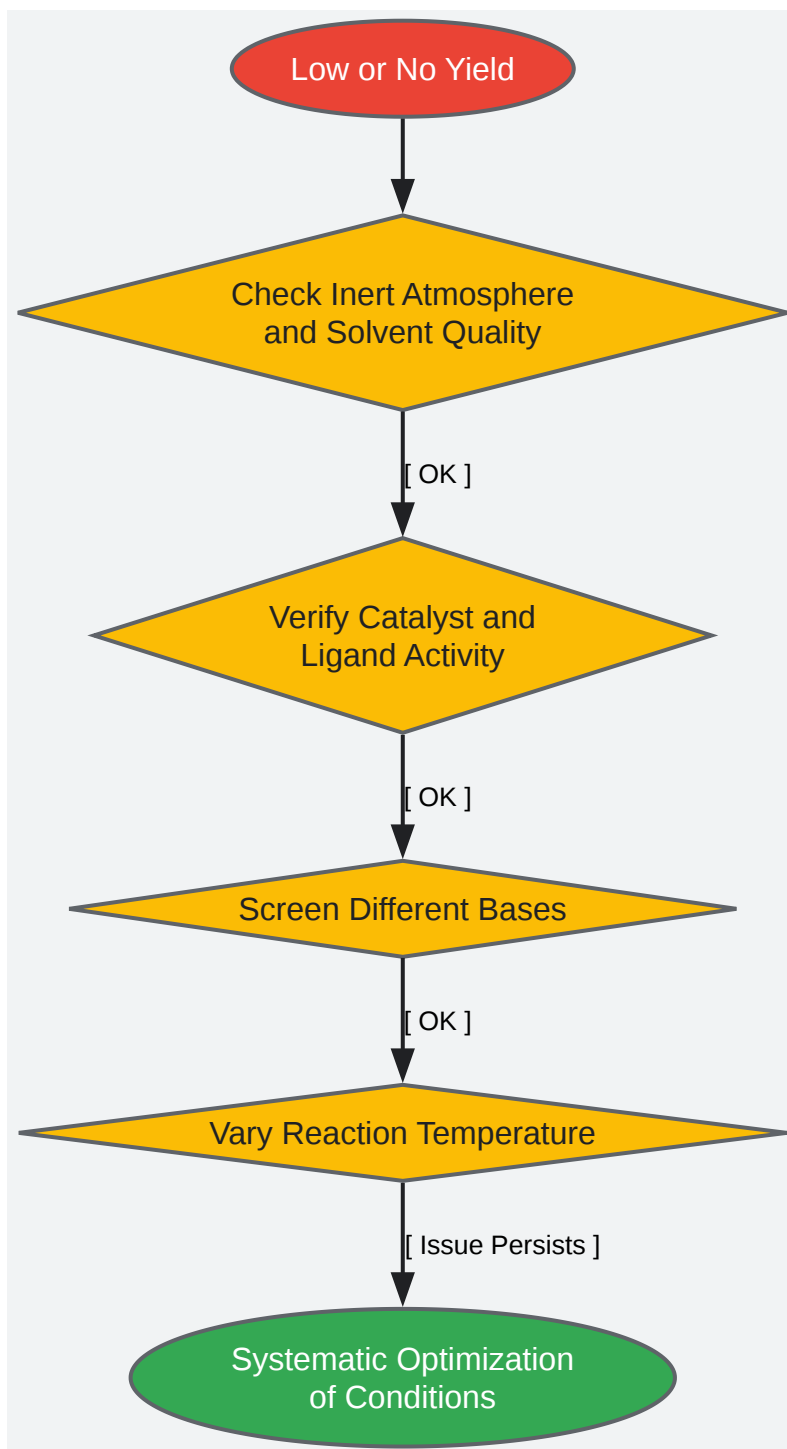 Low or No Yield
Check Inert Atmosphere
and Solvent Quality
[ OK ]
Verify Catalyst and
Ligand Activity
[ OK ]
Screen Different Bases
[ OK ]
Vary Reaction Temperature
[ Issue Persists ]
Systematic Optimization
of Conditions